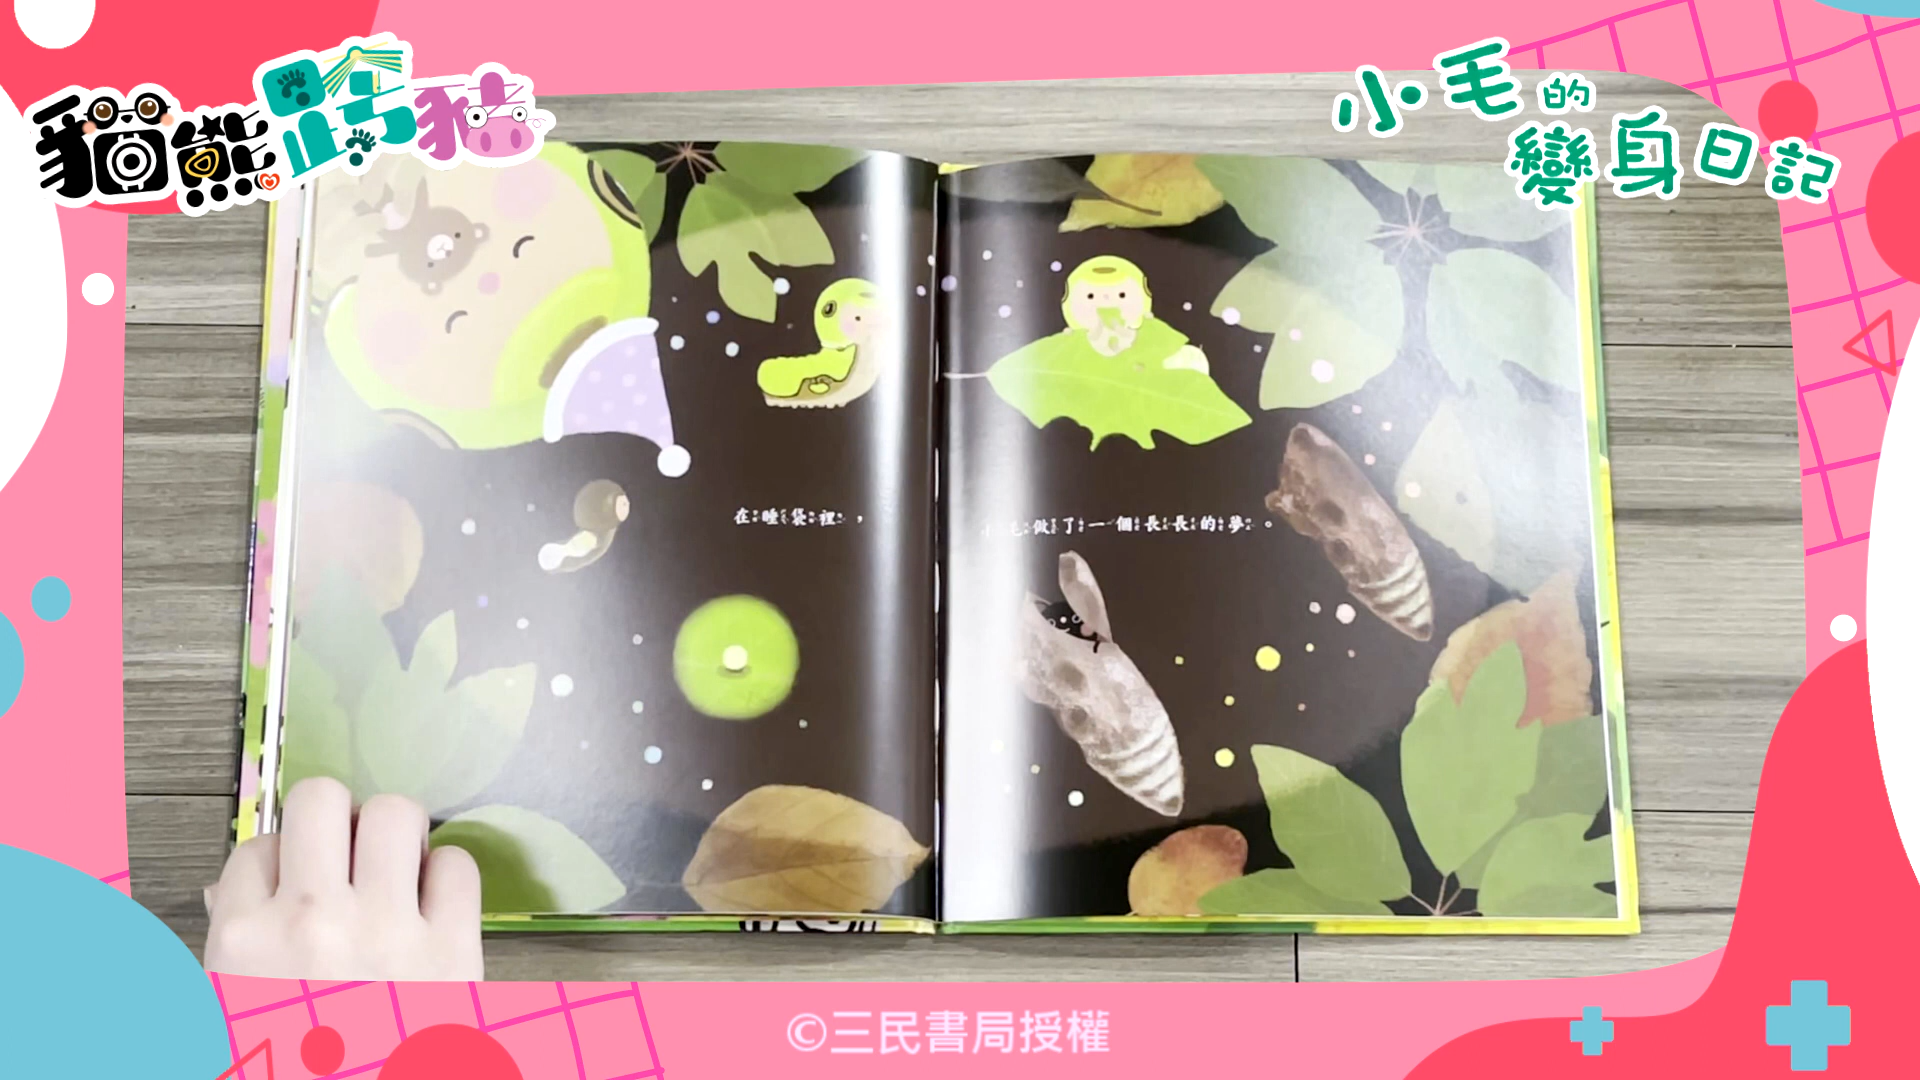 貓熊跨豬
小毛的
變身日記
在睡袋裡，
小毛做了一個長長的夢。
©三民書局授權